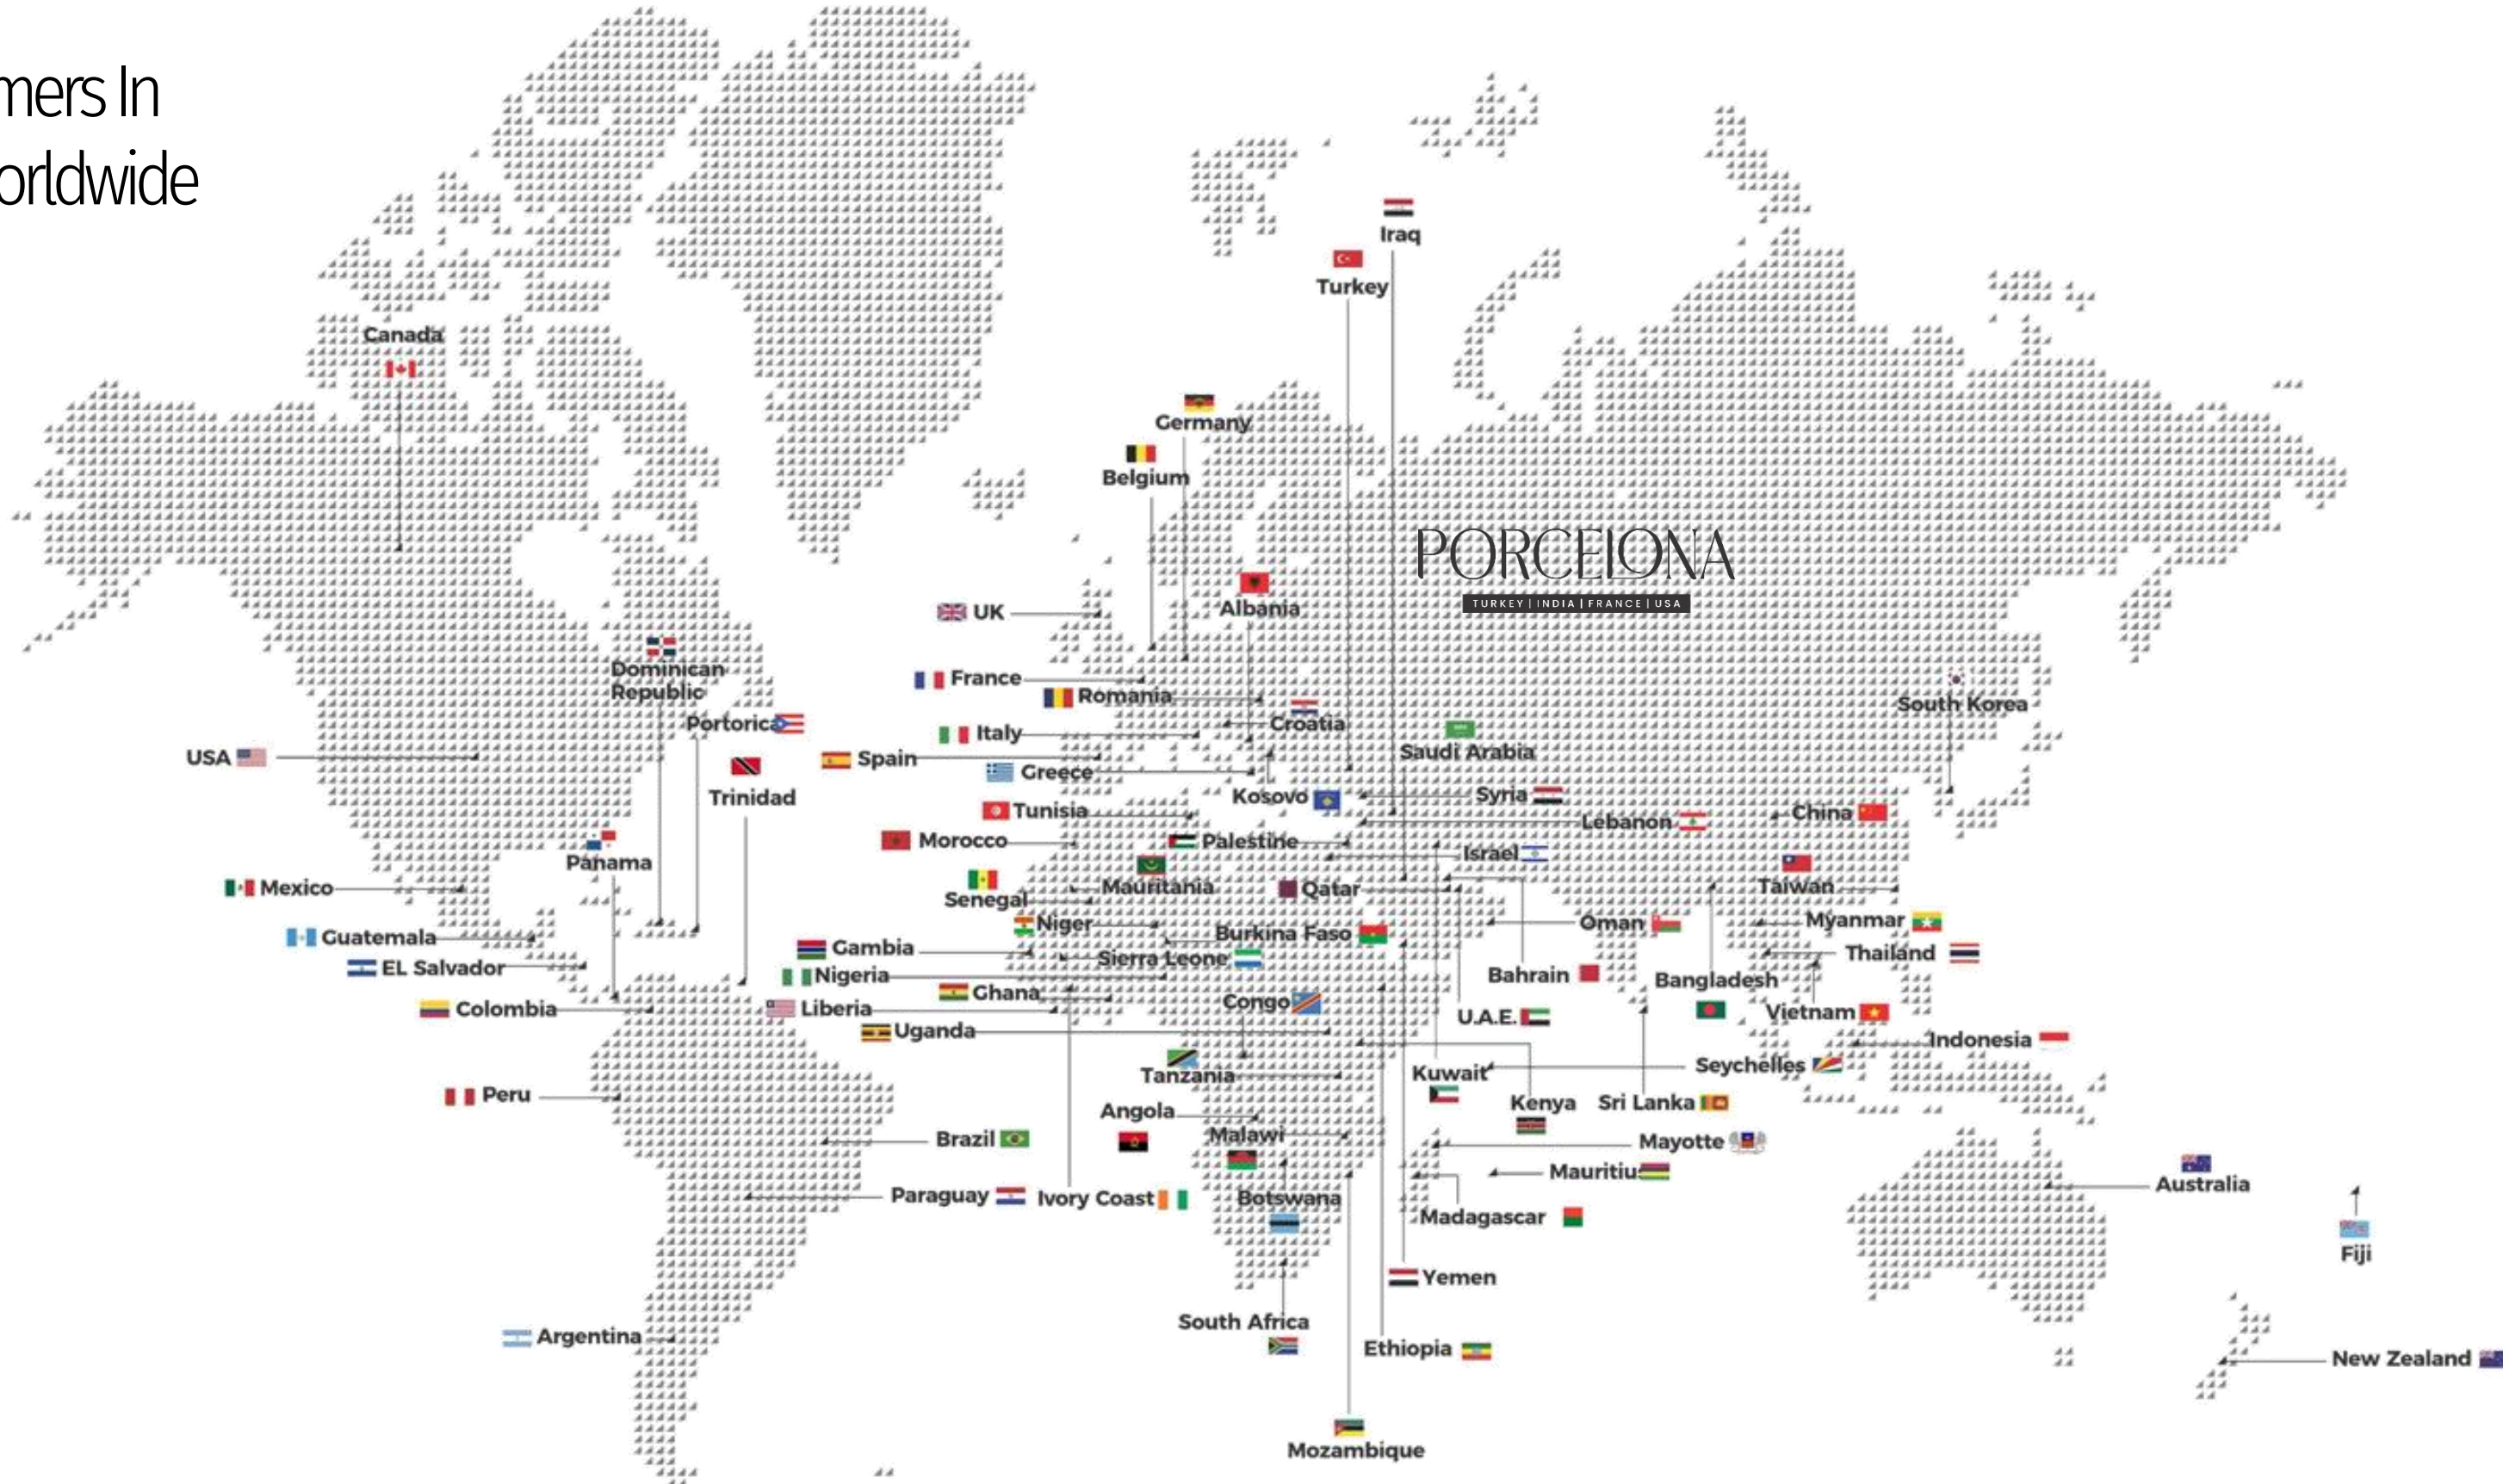 mers In
orldwide
Iraq
Turkey
Canada
Germany
Belgium
PORCELONA
TURKEY | INDIA | FRANCE | USA
UK
Albania
Dominican
Republic
France
Romania
South Korea
Portorica
Croatia
Italy
Saudi Arabia
USA
Spain
Greece
Trinidad
Kosovo
Syria
Tunisia
China
Lebanon
Morocco
Palestine
Israel
Panama
Mexico
Mauritania
Qatar
Taiwan
Senegal
Niger
Oman
Myanmar
Guatemala
Burkina Faso
Gambia
Thailand
EL Salvador
Sierra Leone
Nigeria
Bahrain
Bangladesh
Ghana
Congo
Colombia
Liberia
U.A.E.
Vietnam
Uganda
Indonesia
Seychelles
Tanzania
Kuwait
Peru
Kenya
Sri Lanka
Angola
Brazil
Malawi
Mayotte
Mauritiu
Australia
Paraguay
Ivory Coast
Botswana
Madagascar
Fiji
Yemen
South Africa
Argentina
Ethiopia
New Zealand
Mozambique